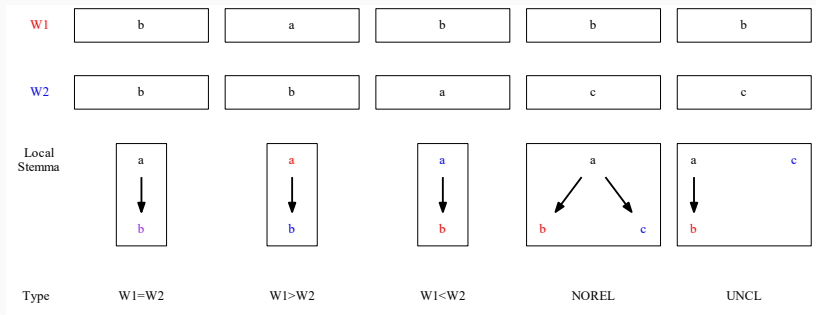 W1 b a b b b
W2 b b a c c
Local
Stemma
a a a a a c
b b b b c b
Type W1=W2 W1>W2 W1<W2 NOREL UNCL